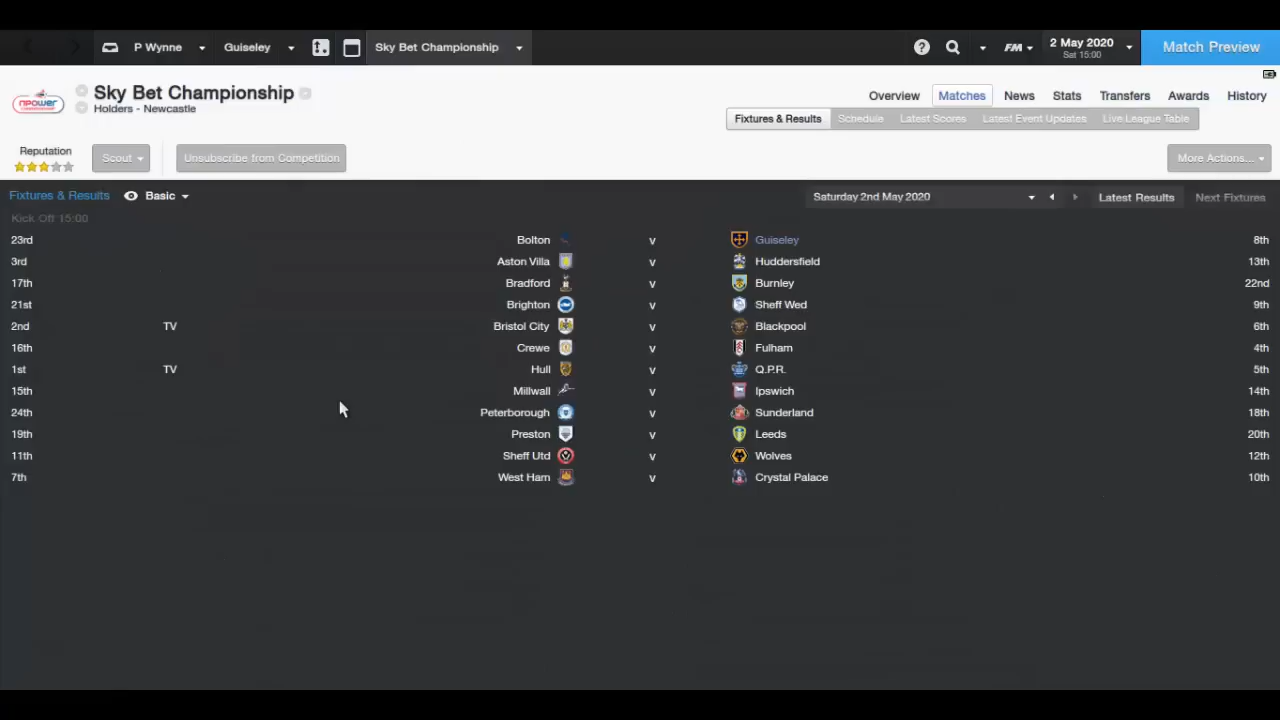 P Wynne Guiseley Sky Bet Championship FM 2 May 2020 Match Preview
Sat 15:00
npower
Sky Bet Championship
Holders - Newcastle
Overview Matches News Stats Transfers Awards History
Fixtures & Results Schedule Latest Scores Latest Event Updates Live League Table
Reputation Scout Unsubscribe from Competition More Actions...
Fixtures & Results Basic Saturday 2nd May 2020 Latest Results Next Fixtures
Kick Off 15:00
23rd Bolton v Guiseley 8th
3rd Aston Villa v Huddersfield 13th
17th Bradford v Burnley 22nd
21st Brighton v Sheff Wed 9th
2nd TV Bristol City v Blackpool 6th
16th Crewe v Fulham 4th
1st TV Hull v Q.P.R. 5th
15th Millwall v Ipswich 14th
24th Peterborough v Sunderland 18th
19th Preston v Leeds 20th
11th Sheff Utd v Wolves 12th
7th West Ham v Crystal Palace 10th